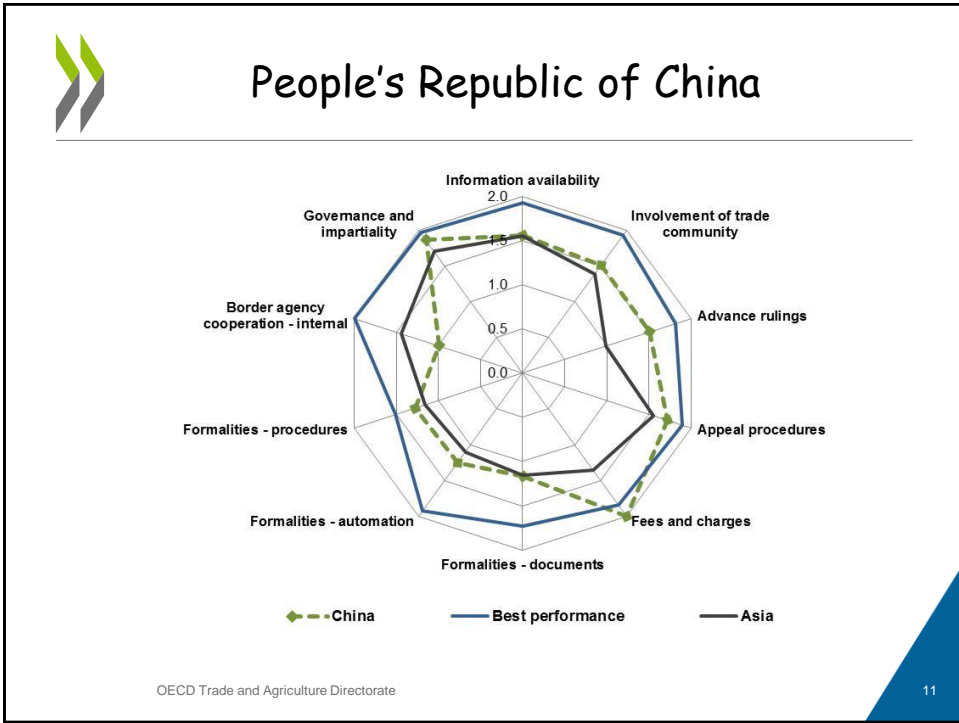 People's Republic of China
Information availability
2.0
Governance and
impartiality
Involvement of trade
community
1.5
Border agency
cooperation - internal
1.0
Advance rulings
0.5
0.0
Formalities - procedures
Appeal procedures
Formalities - automation
Fees and charges
Formalities - documents
China
Best performance
Asia
OECD Trade and Agriculture Directorate
11